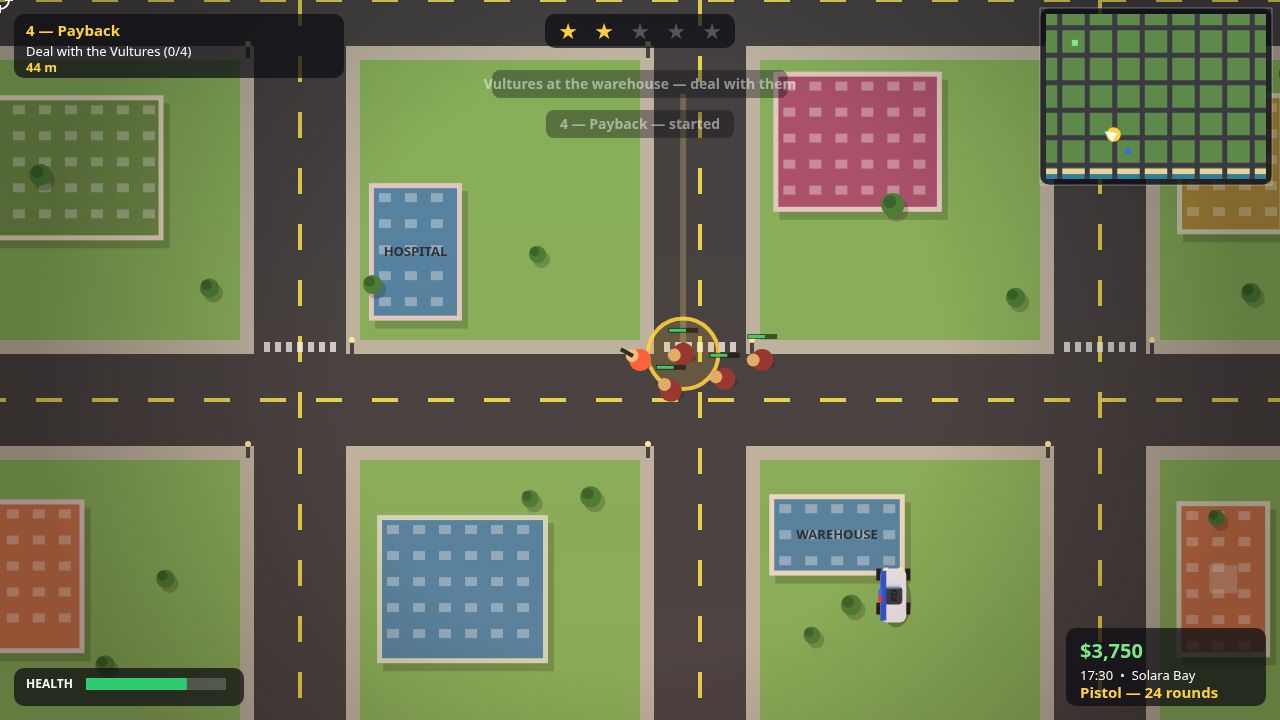 4 — Payback
Deal with the Vultures (0/4)
44 m
Vultures at the warehouse — deal with them
4 — Payback — started
HOSPITAL
WAREHOUSE
HEALTH
$3,750
17:30 • Solara Bay
Pistol — 24 rounds